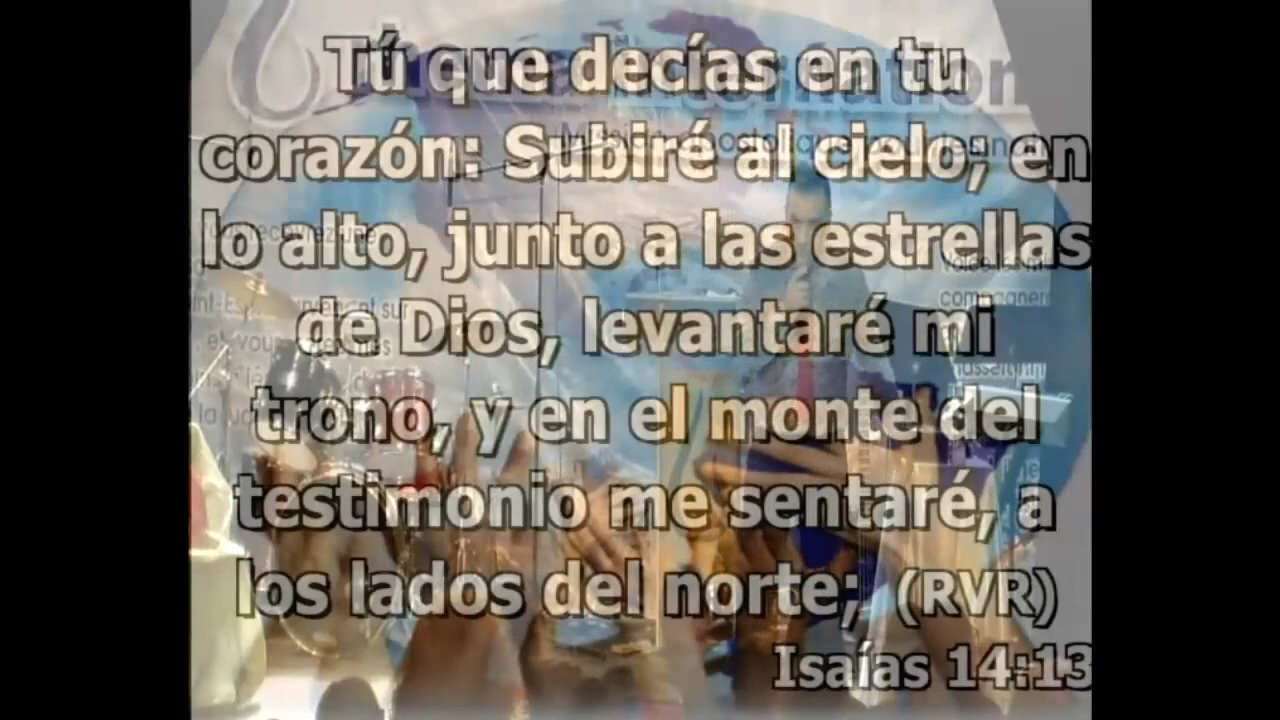 Tú que decías en tu
corazón: Subiré al cielo; en
lo alto, junto a las estrellas
de Dios, levantaré mi
trono, y en el monte del
testimonio me sentaré, a
los lados del norte; (RVR)
Isaías 14:13